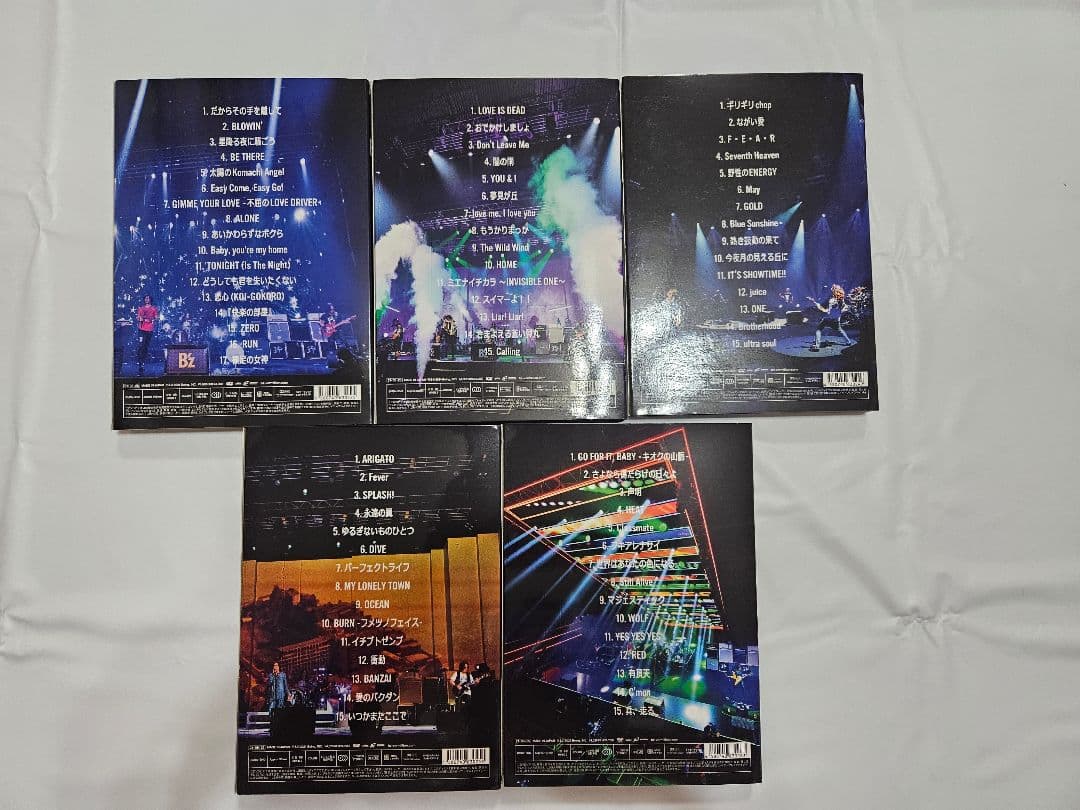 1. だからその手を離して
2. BLOWIN'
3. 星降る夜に騒ごう
4. BE THERE
5. 太陽のKomachi Angel
6. Easy Come, Easy Go!
7. GIMME YOUR LOVE -不屈のLOVE DRIVER-
8. ALONE
9. あいかわらずなボクら
10. Baby, you're my home
11. TONIGHT (Is The Night)
12. どうしても君を失いたくない
13. 恋心 (KOI-GOKORO)
14. 『快楽の部屋』
15. ZERO
16. RUN
17. 裸足の女神
B'z
1. LOVE IS DEAD
2. おでかけしましょ
3. Don't Leave Me
4. 闇の雨
5. YOU & I
6. 夢見が丘
7. love me, I love you
8. もうかりまっか
9. The Wild Wind
10. HOME
11. ミエナイチカラ ～INVISIBLE ONE～
12. スイマーよ！！
13. Liar! Liar!
14. さまよえる蒼い弾丸
15. Calling
1. ギリギリchop
2. ながい愛
3. F・E・A・R
4. Seventh Heaven
5. 野性のENERGY
6. May
7. GOLD
8. Blue Sunshine
9. 熱き鼓動の果て
10. 今夜月の見える丘に
11. IT'S SHOWTIME!!
12. juice
13. ONE
14. Brotherhood
15. ultra soul
1. ARIGATO
2. Fever
3. SPLASH!
4. 永遠の翼
5. ゆるぎないものひとつ
6. DIVE
7. パーフェクトライフ
8. MY LONELY TOWN
9. OCEAN
10. BURN -フメツノフェイス-
11. イチブトゼンブ
12. 衝動
13. BANZAI
14. 愛のバクダン
15. いつかまたここで
1. GO FOR IT, BABY -キオクの山脈-
2. さよなら傷だらけの日々よ
3. 声明
4. HEAT
5. Classmate
6. アキアレナサイ
7. 世界はあなたの色になる
8. Still Alive
9. マジェスティック
10. WOLF
11. YES YES YES
12. RED
13. 有頂天
14. C'mon
15. 兵、走る